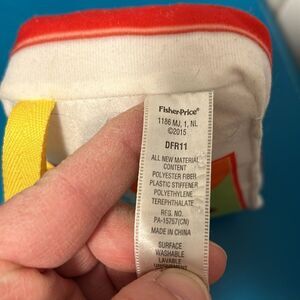 Fisher-Price®
1186 MJ, 1, NL
©2015
DFR11
ALL NEW MATERIAL
CONTENT
POLYESTER FIBER
PLASTIC STIFFENER
POLYETHYLENE
TEREPHTHALATE
REG. NO.
PA-15757(CN)
MADE IN CHINA
SURFACE
WASHABLE
LAVABLE